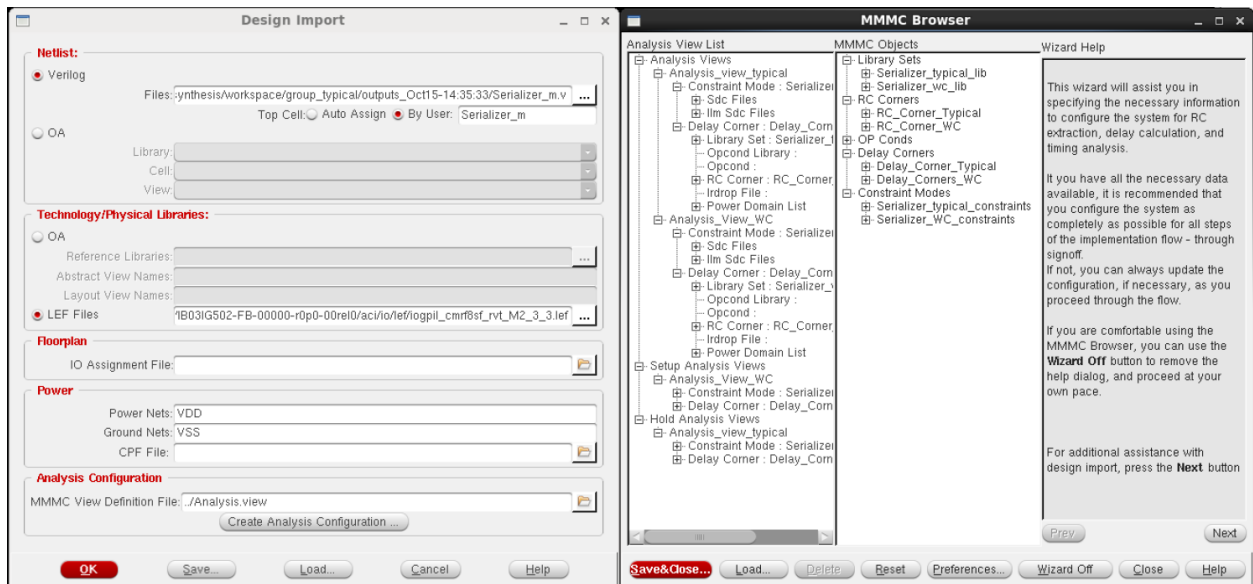 Design Import
Netlist:
Verilog
Files: :ynthesis/workspace/group_typical/outputs_Oct15-14:35:33/Serializer_m.v ...
Top Cell: Auto Assign By User: Serializer_m
OA
Library:
Cell:
View:
Technology/Physical Libraries:
OA
Reference Libraries: ...
Abstract View Names:
Layout View Names:
LEF Files 'IB03IG502-FB-00000-r0p0-00rel0/aci/io/lef/iogpil_cmrf8sf_rvt_M2_3_3.lef ...
Floorplan
IO Assignment File:
Power
Power Nets: VDD
Ground Nets: VSS
CPF File:
Analysis Configuration
MMMC View Definition File: ../Analysis.view
Create Analysis Configuration ...
OK Save... Load... Cancel Help
MMMC Browser
Analysis View List
Analysis Views
Analysis_view_typical
Constraint Mode : Serializer
Sdc Files
Ilm Sdc Files
Delay Corner : Delay_Corn
Library Set : Serializer_t
Opcond Library :
Opcond :
RC Corner : RC_Corner_
Irdrop File :
Power Domain List
Analysis_View_WC
Constraint Mode : Serializer
Sdc Files
Ilm Sdc Files
Delay Corner : Delay_Corn
Library Set : Serializer_v
Opcond Library :
Opcond :
RC Corner : RC_Corner_
Irdrop File :
Power Domain List
Setup Analysis Views
Analysis_View_WC
Constraint Mode : Serializer
Delay Corner : Delay_Corn
Hold Analysis Views
Analysis_view_typical
Constraint Mode : Serializer
Delay Corner : Delay_Corn
MMMC Objects
Library Sets
Serializer_typical_lib
Serializer_wc_lib
RC Corners
RC_Corner_Typical
RC_Corner_WC
OP Conds
Delay Corners
Delay_Corner_Typical
Delay_Corners_WC
Constraint Modes
Serializer_typical_constraints
Serializer_WC_constraints
Wizard Help
This wizard will assist you in
specifying the necessary information
to configure the system for RC
extraction, delay calculation, and
timing analysis.
It you have all the necessary data
available, it is recommended that
you configure the system as
completely as possible for all steps
of the implementation flow - through
signoff.
If not, you can always update the
configuration, if necessary, as you
proceed through the flow.
If you are comfortable using the
MMMC Browser, you can use the
Wizard Off button to remove the
help dialog, and proceed at your
own pace.
For additional assistance with
design import, press the Next button
Prev Next
Save&Close... Load... Delete Reset Preferences... Wizard Off Close Help